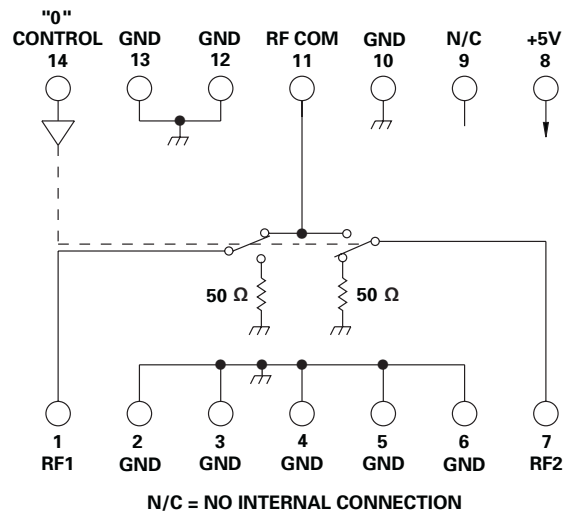 "0"
CONTROL GND GND RF COM GND N/C +5V
14 13 12 11 10 9 8
50 Ω 50 Ω
1 2 3 4 5 6 7
RF1 GND GND GND GND GND RF2
N/C = NO INTERNAL CONNECTION